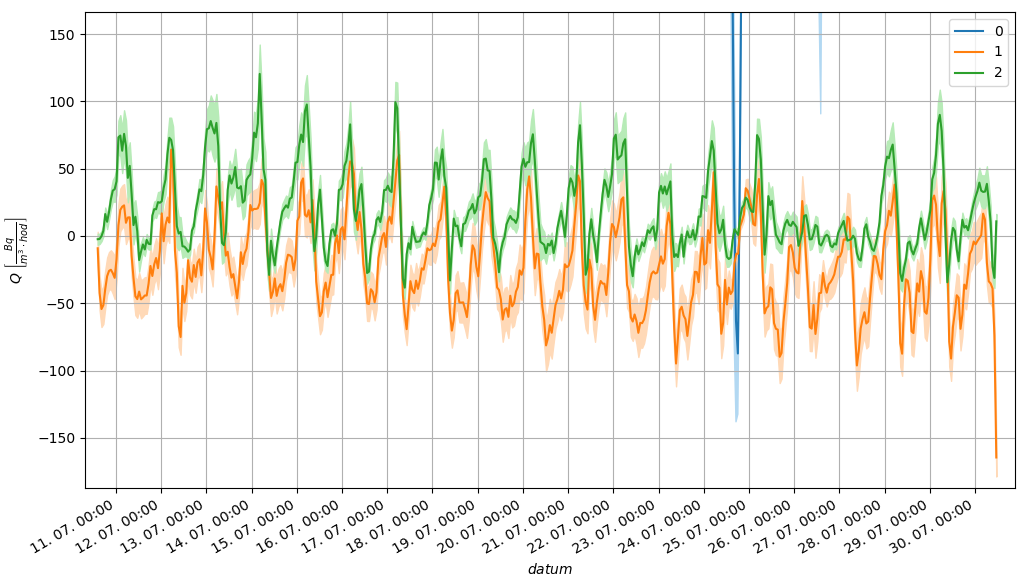 150
100
50
0
−50
−100
−150
Q [Bq / m³ · hod]
0
1
2
11. 07. 00:00
12. 07. 00:00
13. 07. 00:00
14. 07. 00:00
15. 07. 00:00
16. 07. 00:00
17. 07. 00:00
18. 07. 00:00
19. 07. 00:00
20. 07. 00:00
21. 07. 00:00
22. 07. 00:00
23. 07. 00:00
24. 07. 00:00
25. 07. 00:00
26. 07. 00:00
27. 07. 00:00
28. 07. 00:00
29. 07. 00:00
30. 07. 00:00
datum